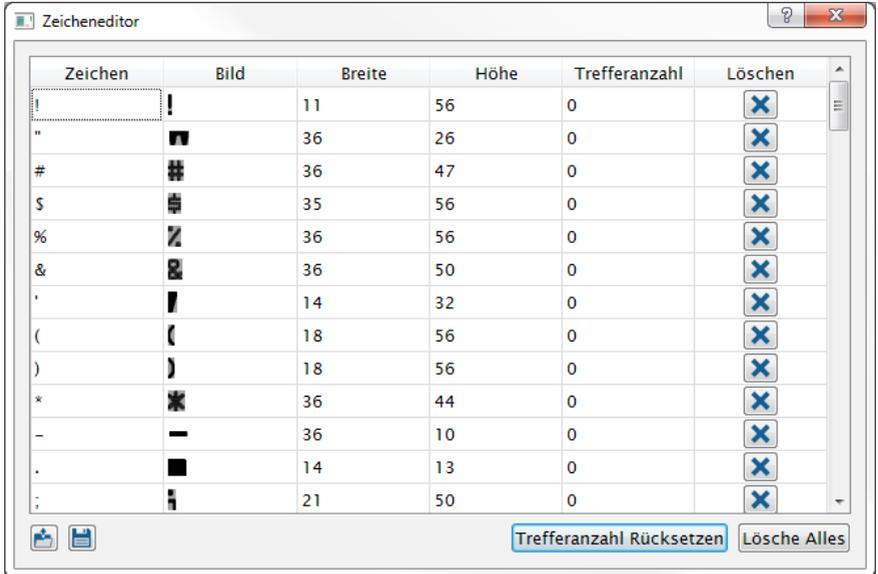 Zeicheneditor
Zeichen Bild Breite Höhe Trefferanzahl Löschen
! ! 11 56 0
" " 36 26 0
# # 36 47 0
$ $ 35 56 0
% % 36 56 0
& & 36 50 0
' ' 14 32 0
( ( 18 56 0
) ) 18 56 0
* * 36 44 0
– – 36 10 0
. . 14 13 0
; ; 21 50 0
Trefferanzahl Rücksetzen Lösche Alles